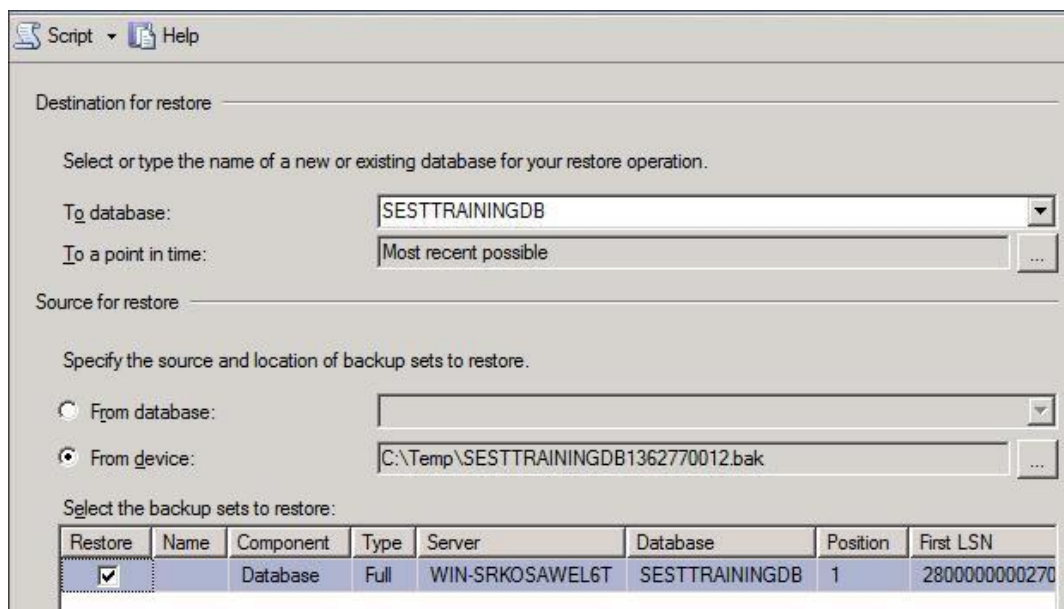 Script Help
Destination for restore
Select or type the name of a new or existing database for your restore operation.
To database: SESTTRAININGDB
To a point in time: Most recent possible ...
Source for restore
Specify the source and location of backup sets to restore.
From database:
From device: C:\Temp\SESTTRAININGDB1362770012.bak ...
Select the backup sets to restore:
Restore Name Component Type Server Database Position First LSN
Database Full WIN-SRKOSAWEL6T SESTTRAININGDB 1 2800000000270